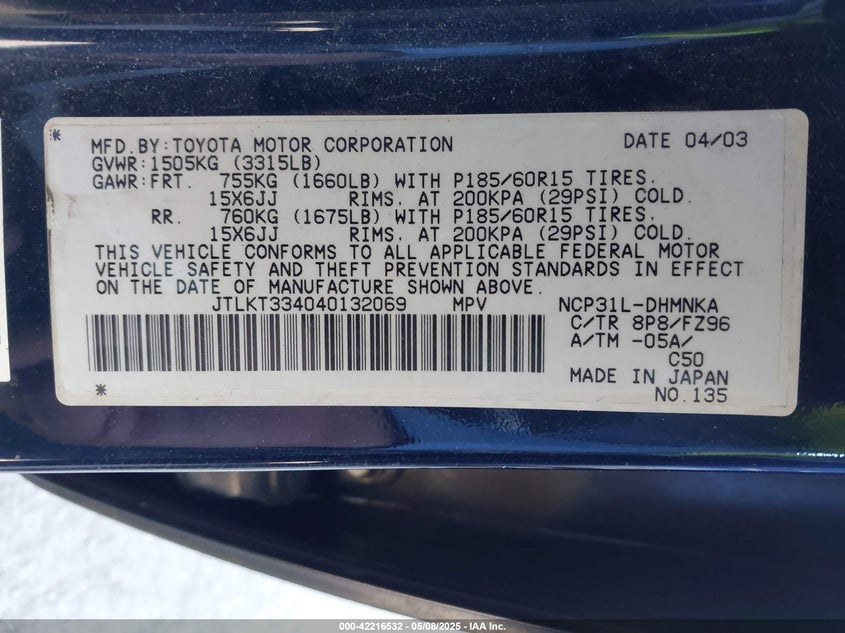 MFD.BY:TOYOTA MOTOR CORPORATION DATE 04/03
GVWR:1505KG (3315LB)
GAWR:FRT. 755KG (1660LB) WITH P185/60R15 TIRES.
15X6JJ RIMS. AT 200KPA (29PSI) COLD.
RR. 760KG (1675LB) WITH P185/60R15 TIRES.
15X6JJ RIMS. AT 200KPA (29PSI) COLD.
THIS VEHICLE CONFORMS TO ALL APPLICABLE FEDERAL MOTOR
VEHICLE SAFETY AND THEFT PREVENTION STANDARDS IN EFFECT
ON THE DATE OF MANUFACTURE SHOWN ABOVE.
JTLKT334040132069 MPV NCP31L-DHMNKA
C/TR 8P8/FZ96
A/TM -05A/
C50
MADE IN JAPAN
NO.135
000-42216532 - 05/08/2025 - © IAA, Inc.